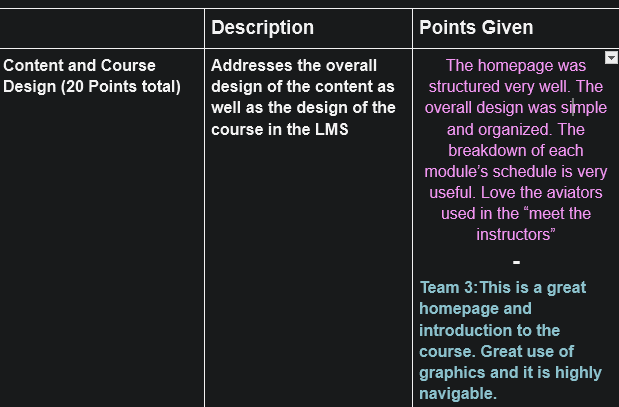 Description
Points Given
Content and Course
Design (20 Points total)
Addresses the overall
design of the content as
well as the design of the
course in the LMS
The homepage was
structured very well. The
overall design was simple
and organized. The
breakdown of each
module’s schedule is very
useful. Love the aviators
used in the “meet the
instructors”
-
Team 3:This is a great
homepage and
introduction to the
course. Great use of
graphics and it is highly
navigable.